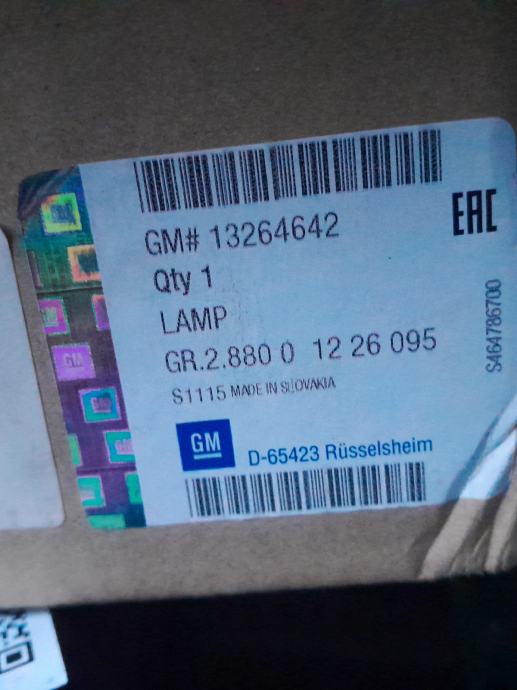 GM# 13264642
EAC
Qty 1
LAMP
GR.2.880 0 12 26 095
S1115 MADE IN SLOVAKIA
S464786700
GM
D-65423 Rüsselsheim